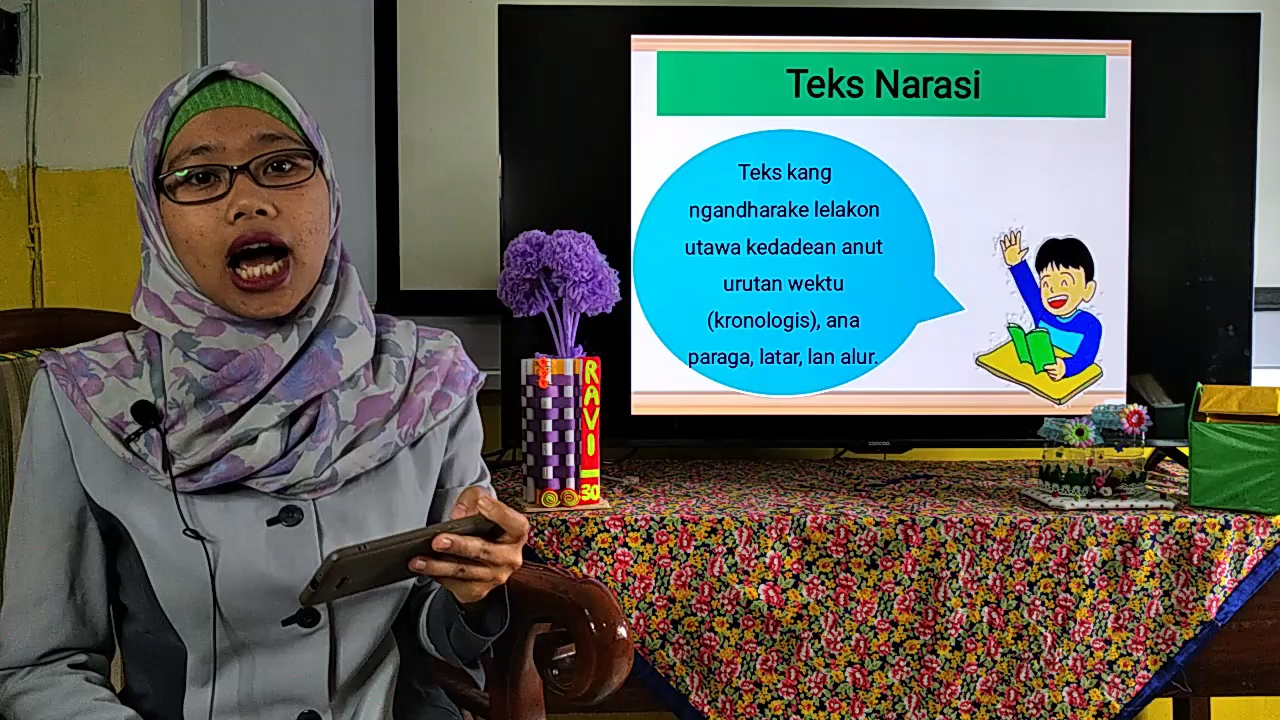 Teks Narasi
Teks kang
ngandharake lelakon
utawa kedadean anut
urutan wektu
(kronologis), ana
paraga, latar, lan alur.
RAVI
30
coocaa